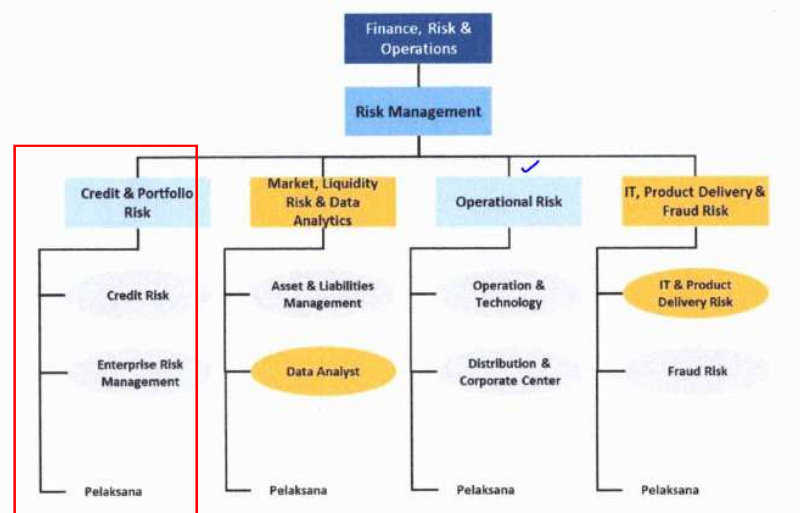 Finance, Risk &
Operations
Risk Management
Credit & Portfolio
Risk
Market, Liquidity
Risk & Data
Analytics
Operational Risk
IT, Product Delivery &
Fraud Risk
Credit Risk
Asset & Liabilities
Management
Operation &
Technology
IT & Product
Delivery Risk
Enterprise Risk
Management
Data Analyst
Distribution &
Corporate Center
Fraud Risk
Pelaksana
Pelaksana
Pelaksana
Pelaksana